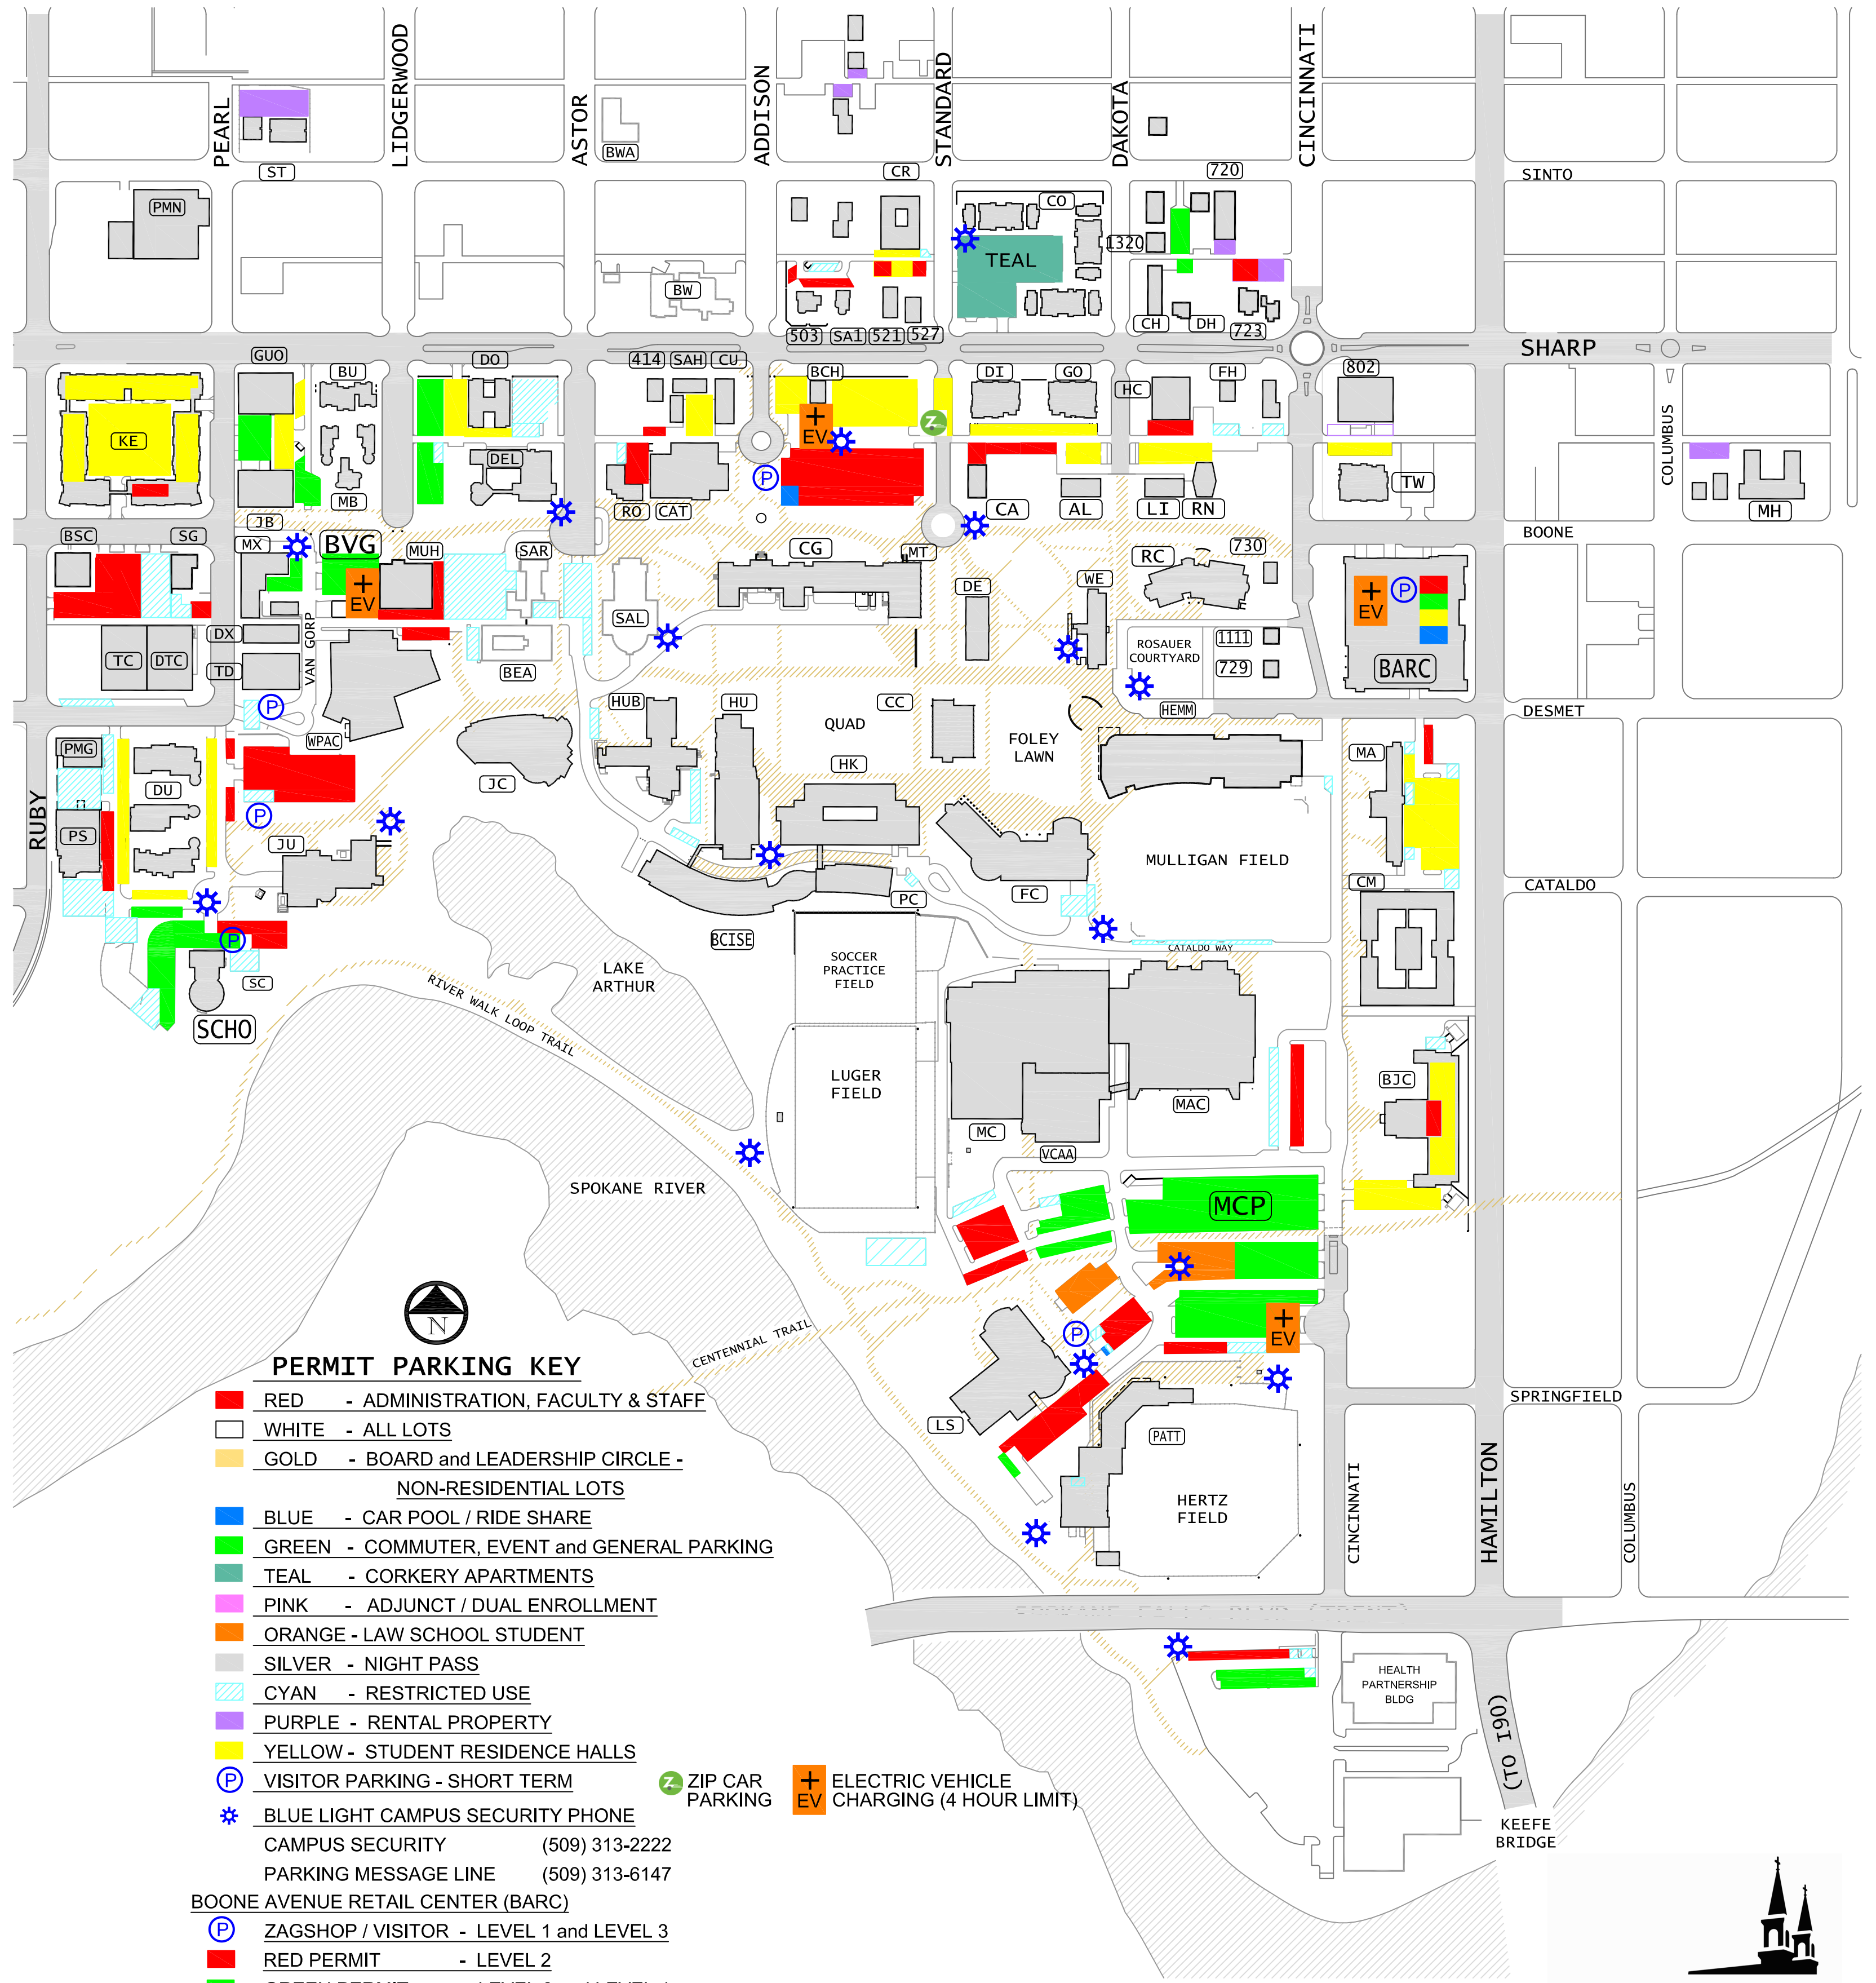 PEARL
LIDGERWOOD
ASTOR
ADDISON
STANDARD
DAKOTA
CINCINNATI
BWA
ST
CR
720
SINTO
PMN
CO
1320
TEAL
BW
CH
DH
723
503
SA1
521
527
SHARP
GUO
BU
DO
414
SAH
CU
BCH
DI
GO
HC
FH
802
COLUMBUS
KE
EV
Z
DEL
MB
P
RO
CAT
CA
AL
LI
RN
TW
MH
JB
BOONE
BSC
SG
MX
BVG
MUH
SAR
CG
MT
RC
730
EV
DE
WE
EV
P
SAL
DX
VAN GORP
TC
DTC
TD
BEA
ROSAUER
COURTYARD
1111
729
BARC
P
HUB
HU
QUAD
CC
HEMM
DESMET
WPAC
FOLEY
LAWN
PMG
MA
JC
HK
DU
RUBY
PS
P
JU
MULLIGAN FIELD
CM
CATALDO
FC
PC
P
BCISE
CATALDO WAY
SC
SOCCER
PRACTICE
FIELD
LAKE
ARTHUR
RIVER WALK LOOP TRAIL
SCHO
LUGER
FIELD
BJC
MAC
MC
VCAA
SPOKANE RIVER
MCP
N
CENTENNIAL TRAIL
P
EV
SPRINGFIELD
LS
PATT
HERTZ
FIELD
CINCINNATI
HAMILTON
COLUMBUS
HEALTH
PARTNERSHIP
BLDG
(TO I90)
KEEFE
BRIDGE
PERMIT PARKING KEY
RED - ADMINISTRATION, FACULTY & STAFF
WHITE - ALL LOTS
GOLD - BOARD and LEADERSHIP CIRCLE -
NON-RESIDENTIAL LOTS
BLUE - CAR POOL / RIDE SHARE
GREEN - COMMUTER, EVENT and GENERAL PARKING
TEAL - CORKERY APARTMENTS
PINK - ADJUNCT / DUAL ENROLLMENT
ORANGE - LAW SCHOOL STUDENT
SILVER - NIGHT PASS
CYAN - RESTRICTED USE
PURPLE - RENTAL PROPERTY
YELLOW - STUDENT RESIDENCE HALLS
P VISITOR PARKING - SHORT TERM
Z ZIP CAR
PARKING
EV ELECTRIC VEHICLE
CHARGING (4 HOUR LIMIT)
BLUE LIGHT CAMPUS SECURITY PHONE
CAMPUS SECURITY (509) 313-2222
PARKING MESSAGE LINE (509) 313-6147
BOONE AVENUE RETAIL CENTER (BARC)
P ZAGSHOP / VISITOR - LEVEL 1 and LEVEL 3
RED PERMIT - LEVEL 2